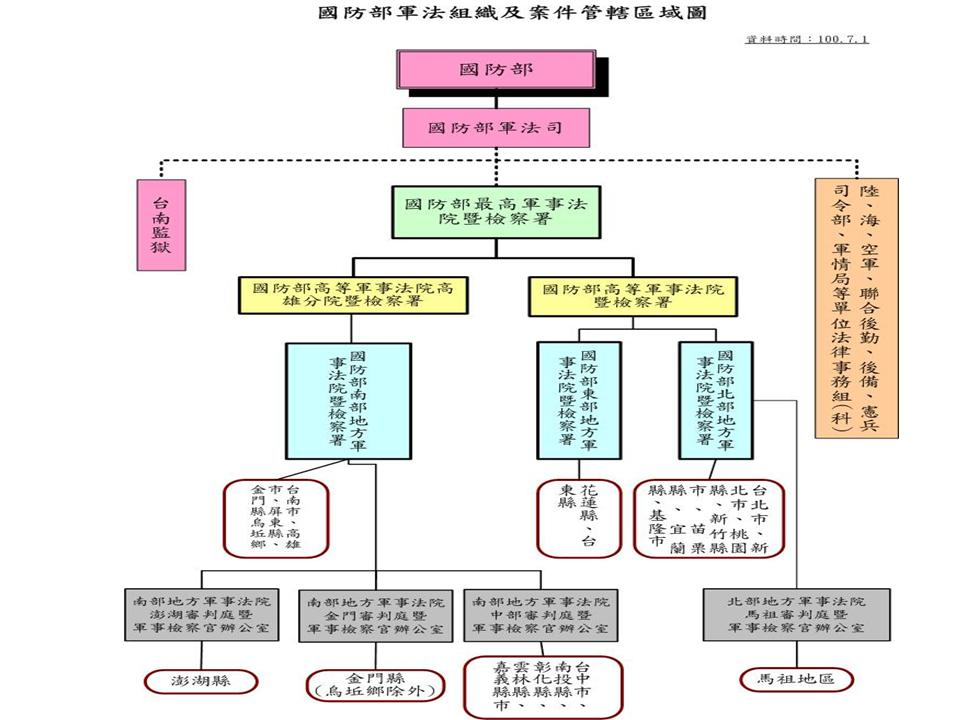 國防部軍法組織及案件管轄區域圖
資料時間：100.7.1
國防部
國防部軍法司
台南監獄
國防部最高軍事法
院暨檢察署
陸、海、空軍、聯合後勤、後備、憲兵
司令部、軍情局等單位法律事務組(科)
國防部高等軍事法院高
雄分院暨檢察署
國防部高等軍事法院
暨檢察署
國防部南部地方軍
事法院暨檢察署
國防部東部地方軍
事法院暨檢察署
國防部北部地方軍
事法院暨檢察署
台南市、高雄
市、屏東縣、
金門縣烏坵鄉
花蓮縣、台
東縣
台北市、新
北市、桃園
縣、新竹縣
市、苗栗
縣、宜蘭
縣、基隆市
南部地方軍事法院
澎湖審判庭暨
軍事檢察官辦公室
南部地方軍事法院
金門審判庭暨
軍事檢察官辦公室
南部地方軍事法院
中部審判庭暨
軍事檢察官辦公室
北部地方軍事法院
馬祖審判庭暨
軍事檢察官辦公室
澎湖縣
金門縣
(烏坵鄉除外)
台中市、
南投縣、
彰化縣、
雲林縣、
嘉義縣市
馬祖地區